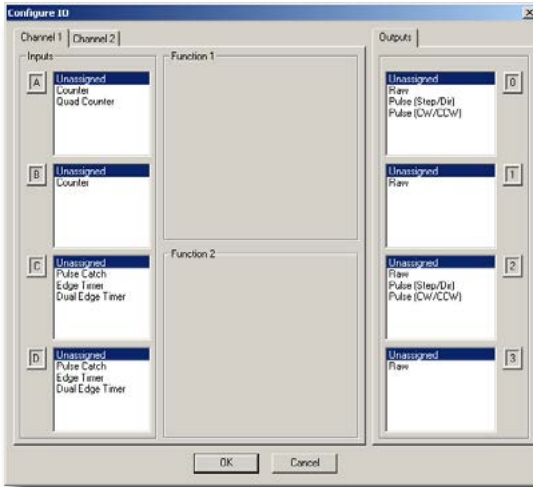 Configure IO
Channel 1
Channel 2
Inputs
A
Unassigned
Counter
Quad Counter
B
Unassigned
Counter
C
Unassigned
Pulse Catch
Edge Timer
Dual Edge Timer
D
Unassigned
Pulse Catch
Edge Timer
Dual Edge Timer
Function 1
Function 2
Outputs
Unassigned
Raw
Pulse (Step/Dir)
Pulse (CW/CCW)
0
Unassigned
Raw
1
Unassigned
Raw
Pulse (Step/Dir)
Pulse (CW/CCW)
2
Unassigned
Raw
3
OK
Cancel